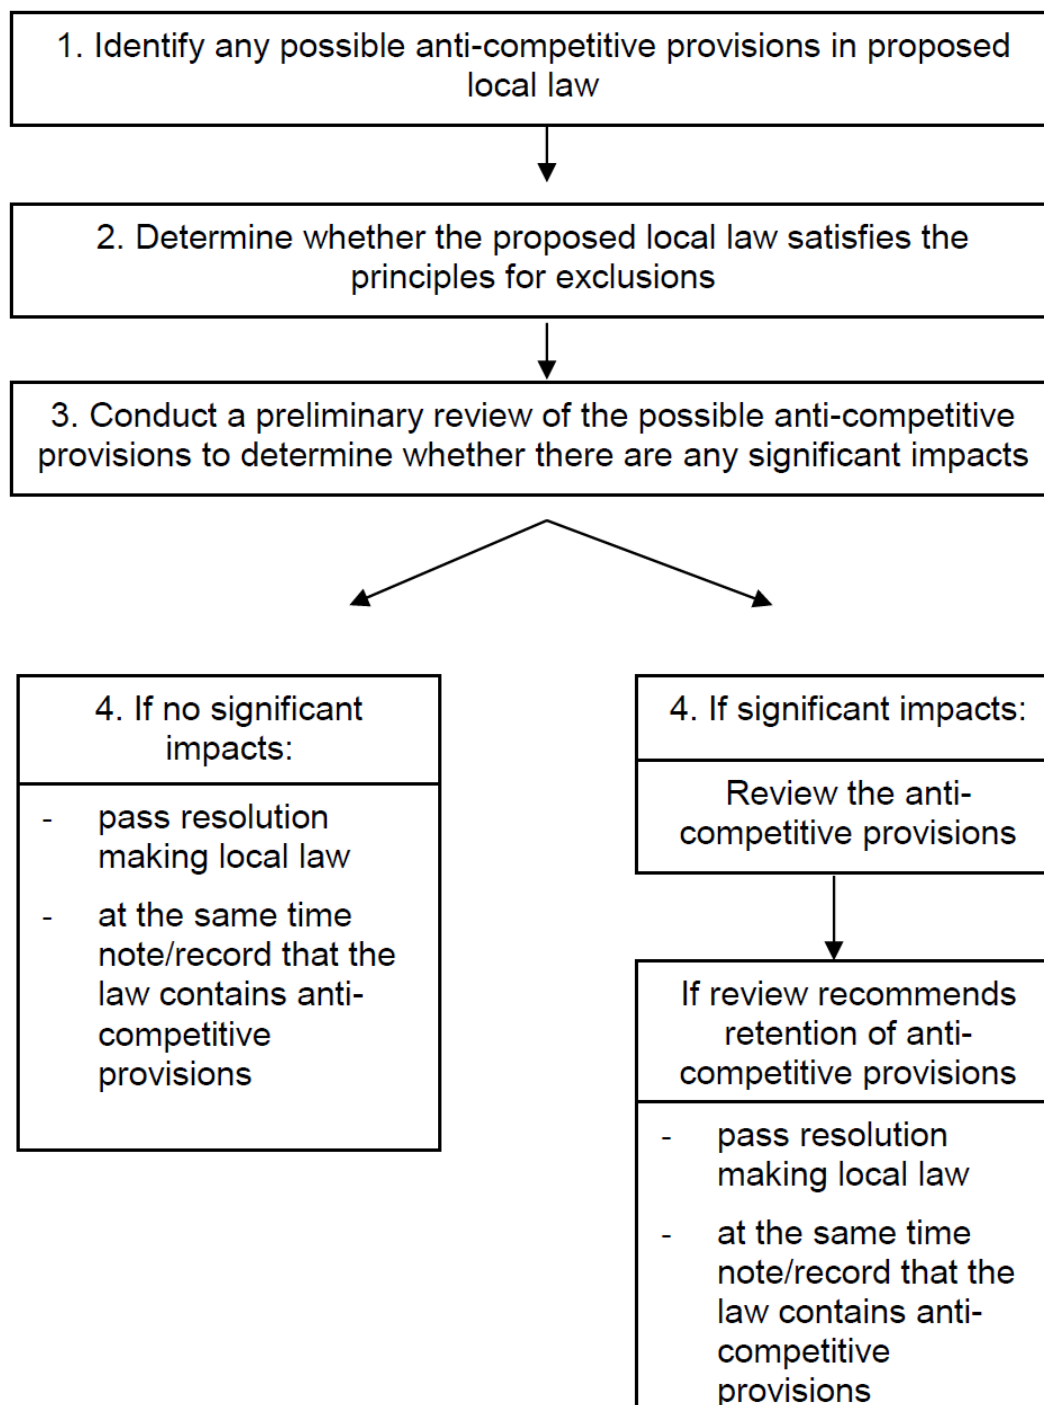 1. Identify any possible anti-competitive provisions in proposed
local law
2. Determine whether the proposed local law satisfies the
principles for exclusions
3. Conduct a preliminary review of the possible anti-competitive
provisions to determine whether there are any significant impacts
4. If no significant
impacts:
- pass resolution
making local law
- at the same time
note/record that the
law contains anti-
competitive
provisions
4. If significant impacts:
Review the anti-
competitive provisions
If review recommends
retention of anti-
competitive provisions
- pass resolution
making local law
- at the same time
note/record that the
law contains anti-
competitive
provisions